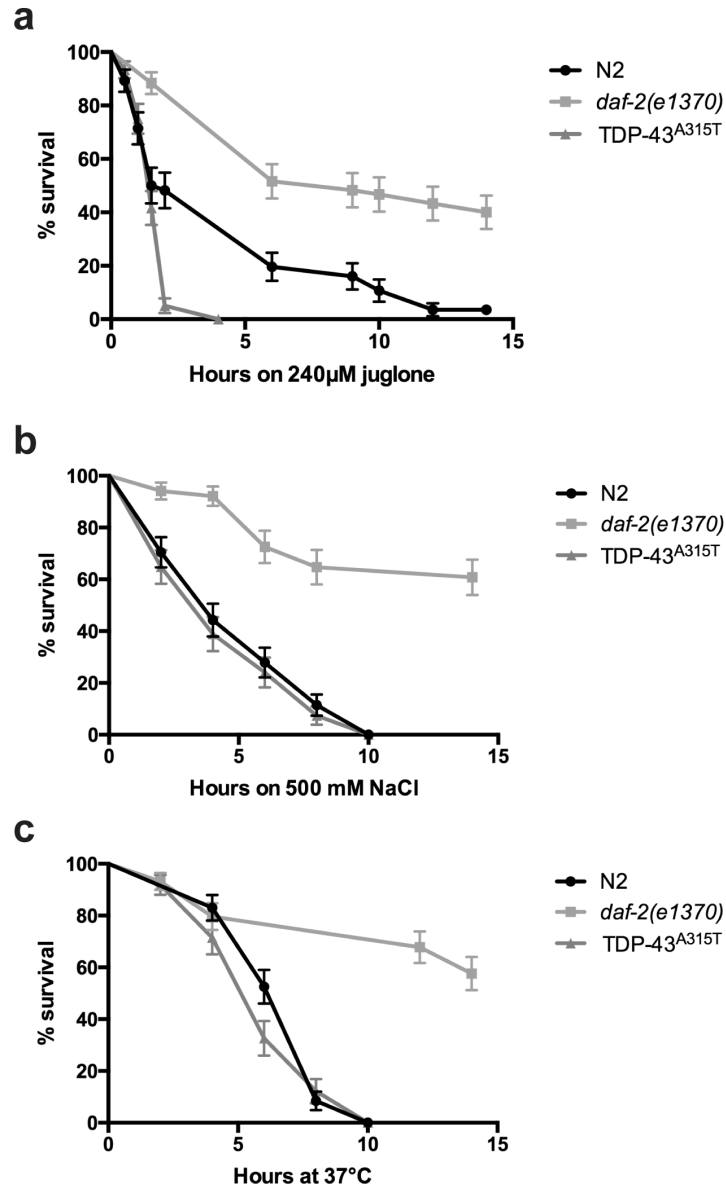 a
100
80
60
40
20
0
% survival
0 5 10 15
Hours on 240µM juglone
N2
daf-2(e1370)
TDP-43A315T
b
100
80
60
40
20
0
% survival
0 5 10 15
Hours on 500 mM NaCl
N2
daf-2(e1370)
TDP-43A315T
c
100
80
60
40
20
0
% survival
0 5 10 15
Hours at 37°C
N2
daf-2(e1370)
TDP-43A315T